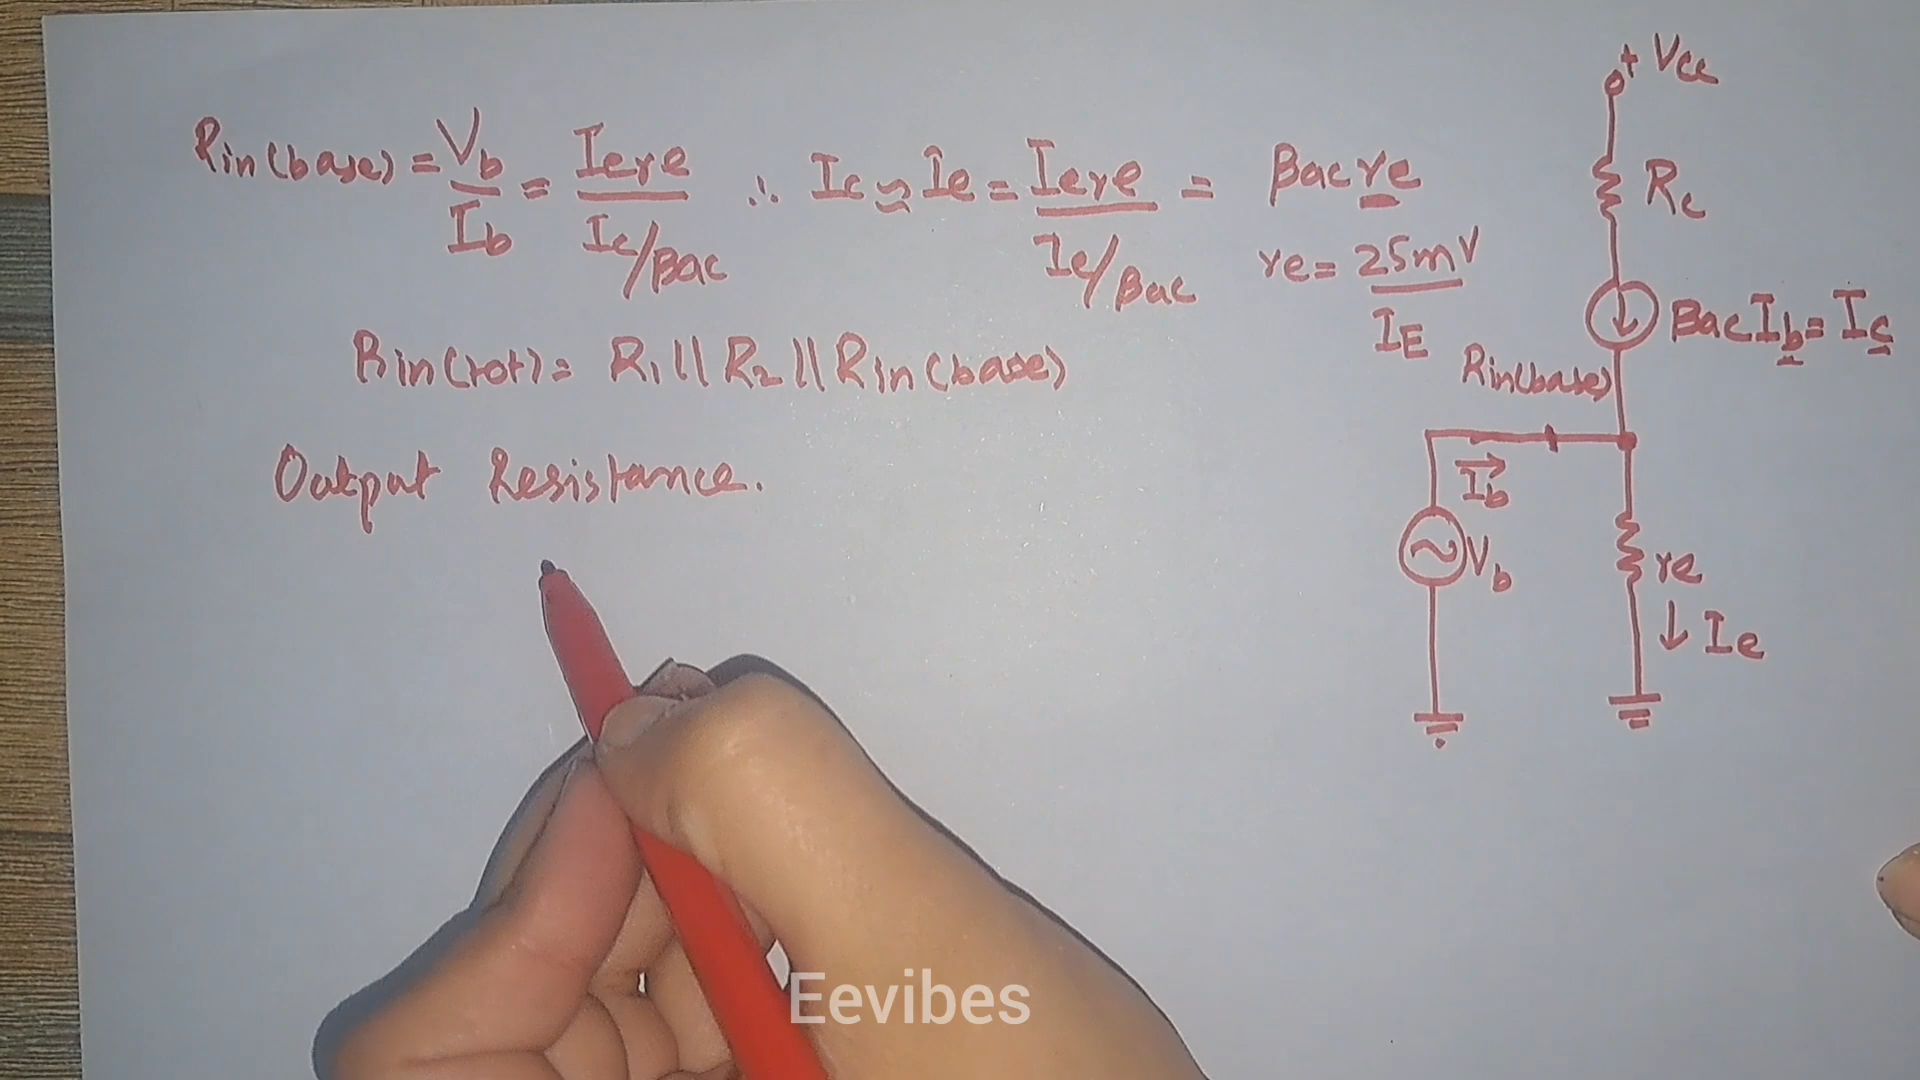 Rin(base) = Vb/Ib = Iere/(Ic/βac) ∴ Ic ≈ Ie = Iere/(Ie/βac) = βacre
re = 25mV/IE
Rin(tot) = R1||R2||Rin(base)
Output Resistance.
+ Vcc
Rc
βacIb = Ic
Rin(base)
Ib
Vb
re
↓ Ie
Eevibes